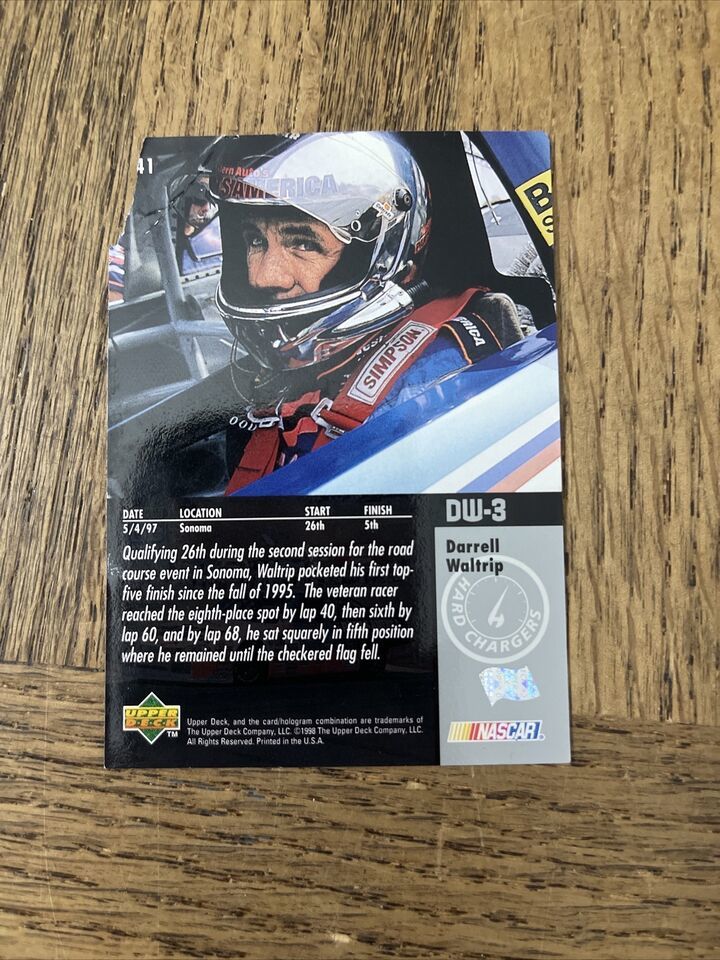 41
ern Auto's
SAMERICA
B
SIMPSON
RICA
DATE LOCATION START FINISH
5/4/97 Sonoma 26th 5th
Qualifying 26th during the second session for the road
course event in Sonoma, Waltrip pocketed his first top-
five finish since the fall of 1995. The veteran racer
reached the eighth-place spot by lap 40, then sixth by
lap 60, and by lap 68, he sat squarely in fifth position
where he remained until the checkered flag fell.
DW-3
Darrell
Waltrip
HARD CHARGERS
UPPER
DECK
TM
Upper Deck, and the card/hologram combination are trademarks of
The Upper Deck Company, LLC. ©1998 The Upper Deck Company, LLC.
All Rights Reserved. Printed in the U.S.A.
NASCAR